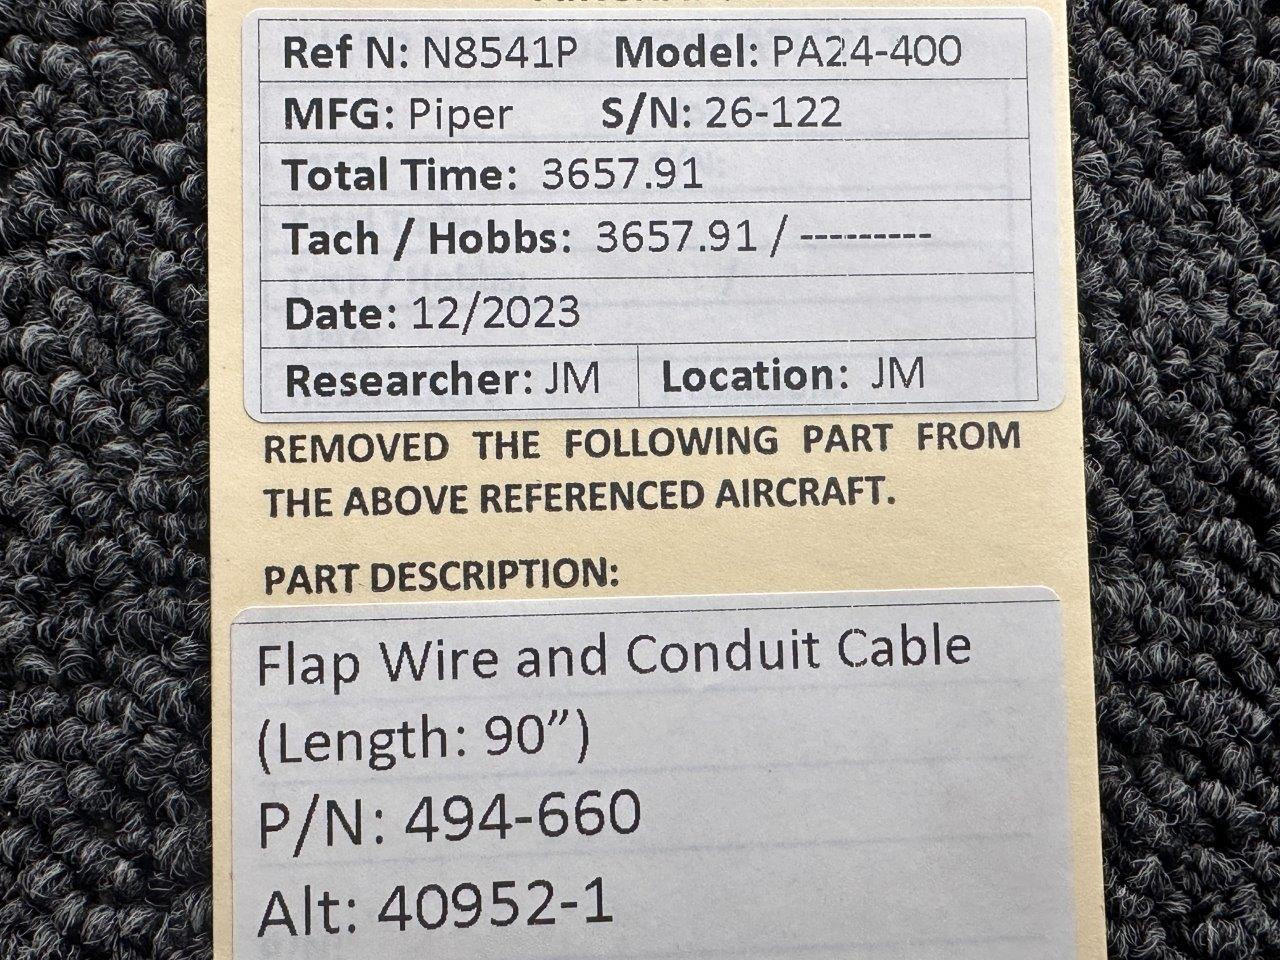 Ref N: N8541P Model: PA24-400
MFG: Piper S/N: 26-122
Total Time: 3657.91
Tach / Hobbs: 3657.91 / ---------
Date: 12/2023
Researcher: JM Location: JM
REMOVED THE FOLLOWING PART FROM
THE ABOVE REFERENCED AIRCRAFT.
PART DESCRIPTION:
Flap Wire and Conduit Cable
(Length: 90”)
P/N: 494-660
Alt: 40952-1